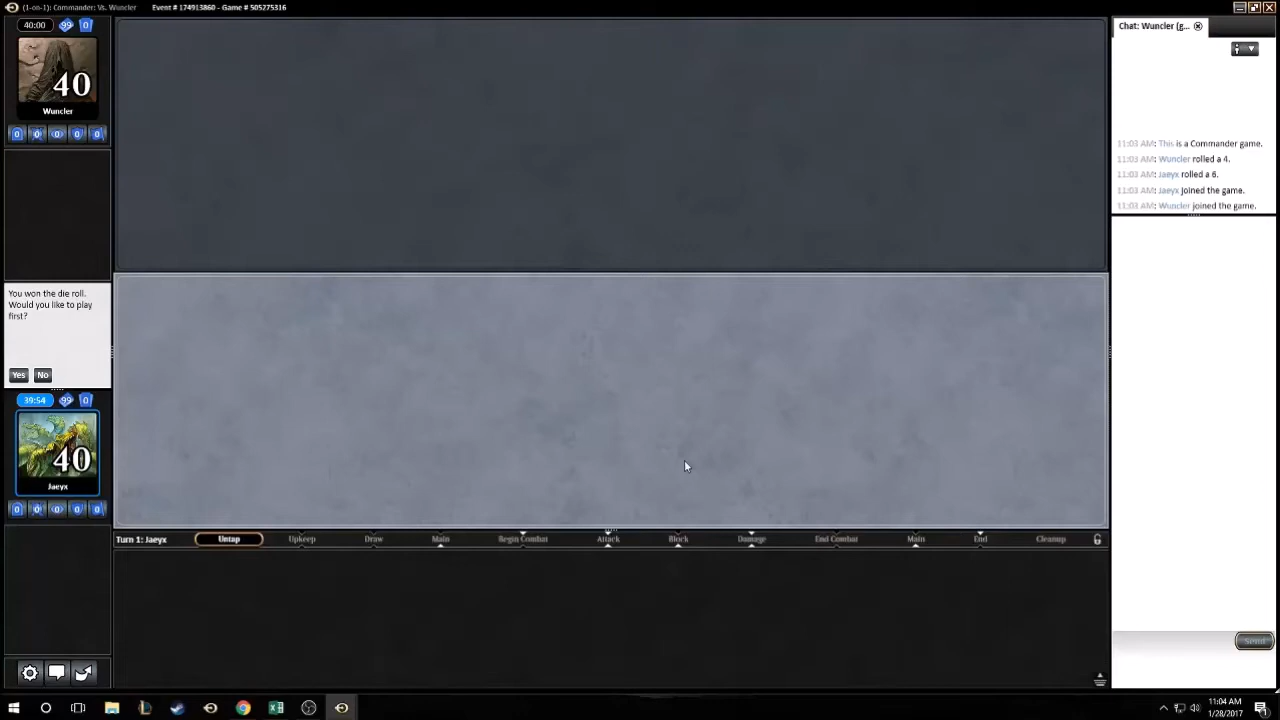 (1-on-1): Commander: Vs. Wuncler Event # 174913860 - Game # 505275316
40:00 99 0
40
Wuncler
0 0 0 0 0
You won the die roll.
Would you like to play
first?
Yes No
39:54 99 0
40
Jaeyx
0 0 0 0 0
Turn 1: Jaeyx Untap Upkeep Draw Main Begin Combat Attack Block Damage End Combat Main End Cleanup
Chat: Wuncler (g...
11:03 AM: This is a Commander game.
11:03 AM: Wuncler rolled a 4.
11:03 AM: Jaeyx rolled a 6.
11:03 AM: Jaeyx joined the game.
11:03 AM: Wuncler joined the game.
Send
11:04 AM
1/28/2017